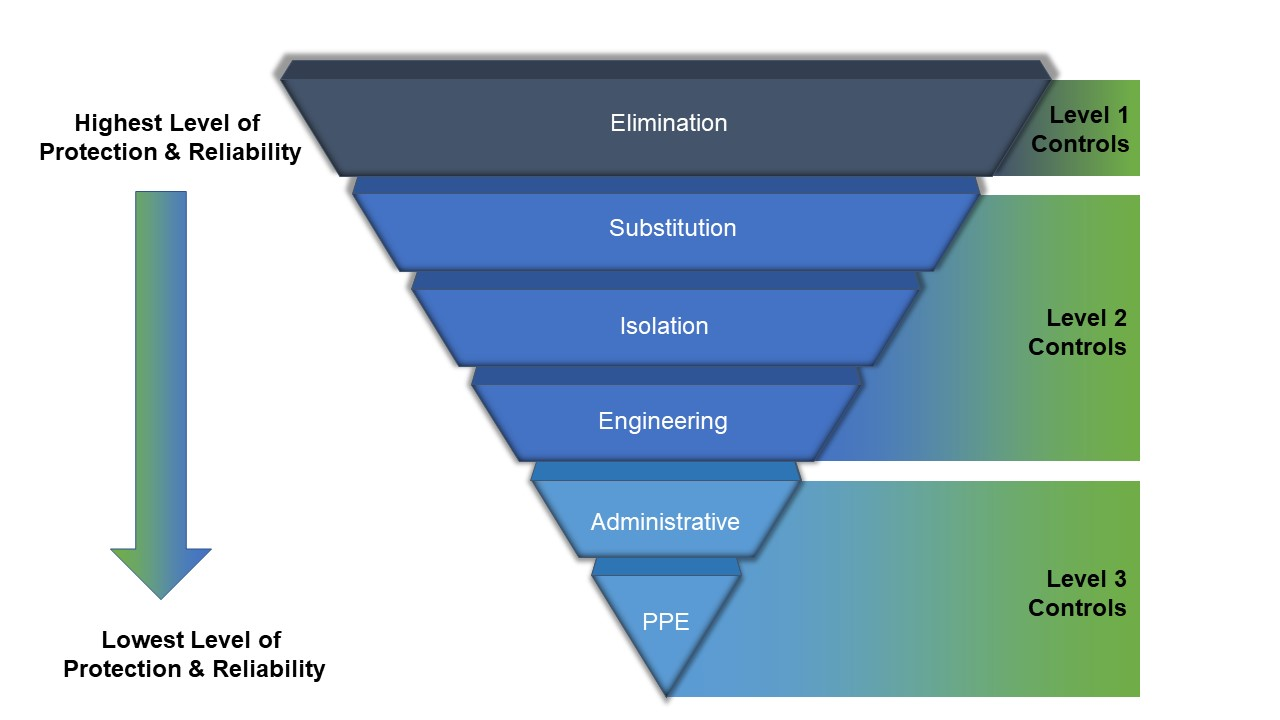 Highest Level of
Protection & Reliability
Elimination
Level 1
Controls
Substitution
Isolation
Level 2
Controls
Engineering
Administrative
Level 3
Controls
PPE
Lowest Level of
Protection & Reliability